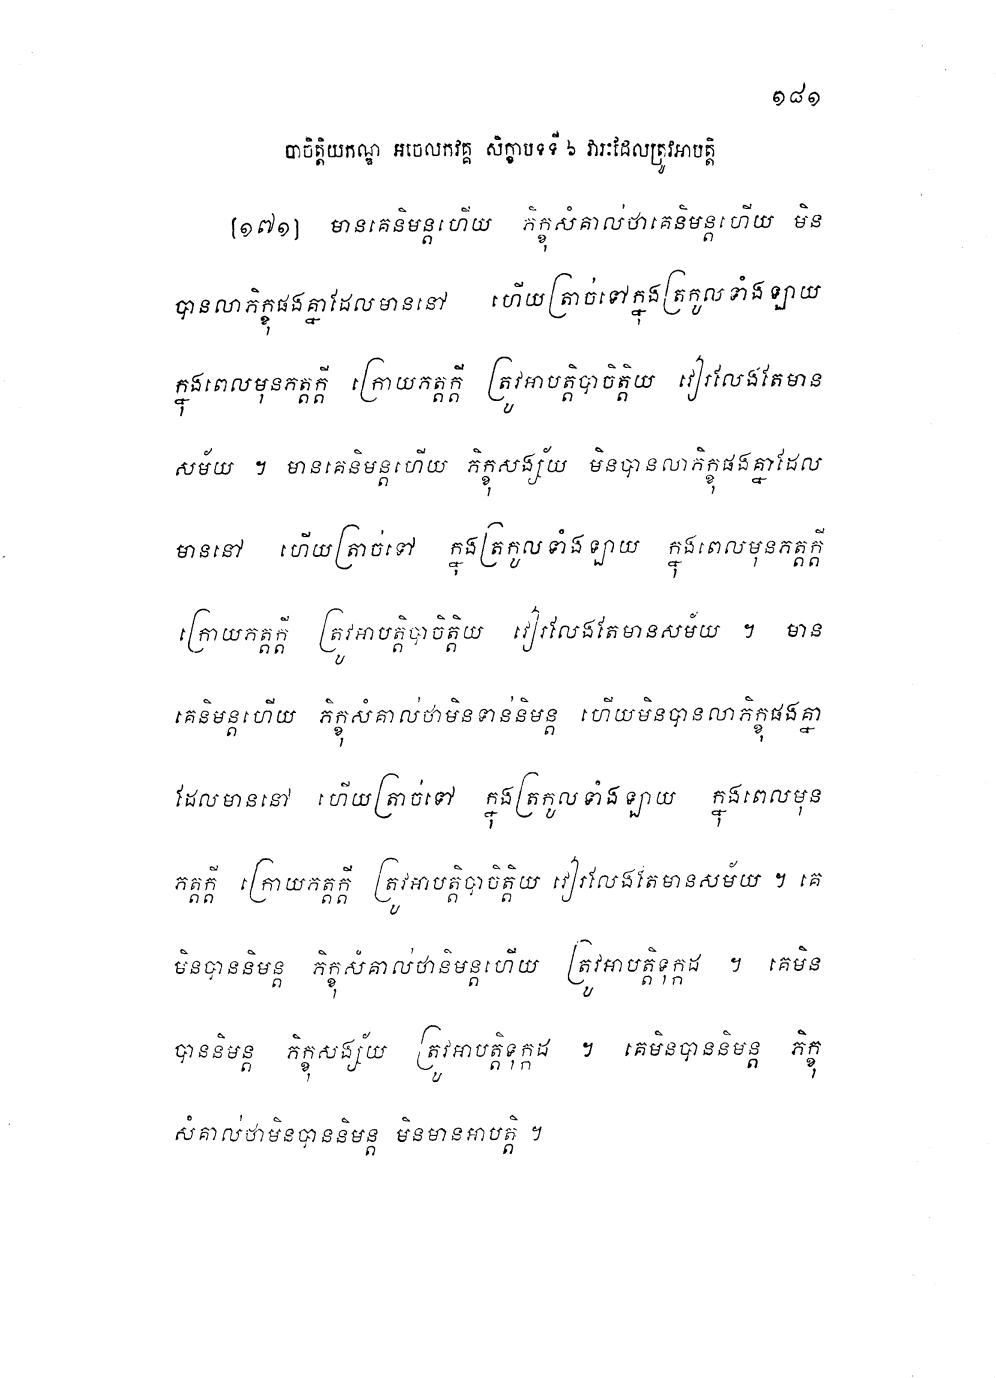 ១៨១
បាចិត្តិយកណ្ឌ អចេលកវគ្គ សិក្ខាបទទី ៦ វារៈដែលត្រូវអាបត្តិ
[១៧១] មានគេនិមន្តហើយ ភិក្ខុសំគាល់ថាគេនិមន្តហើយ មិន
បានលាភិក្ខុផងគ្នាដែលមាននៅ ហើយត្រាច់ទៅក្នុងត្រកូលទាំងឡាយ
ក្នុងពេលមុនភត្តក្តី ក្រោយភត្តក្តី ត្រូវអាបត្តិបាចិត្តិយ វៀរលែងតែមាន
សម័យ ។ មានគេនិមន្តហើយ ភិក្ខុសង្ស័យ មិនបានលាភិក្ខុផងគ្នាដែល
មាននៅ ហើយត្រាច់ទៅ ក្នុងត្រកូលទាំងឡាយ ក្នុងពេលមុនភត្តក្តី
ក្រោយភត្តក្តី ត្រូវអាបត្តិបាចិត្តិយ វៀរលែងតែមានសម័យ ។ មាន
គេនិមន្តហើយ ភិក្ខុសំគាល់ថាមិនទាន់និមន្ត ហើយមិនបានលាភិក្ខុផងគ្នា
ដែលមាននៅ ហើយត្រាច់ទៅ ក្នុងត្រកូលទាំងឡាយ ក្នុងពេលមុន
ភត្តក្តី ក្រោយភត្តក្តី ត្រូវអាបត្តិបាចិត្តិយ វៀរលែងតែមានសម័យ ។ គេ
មិនបាននិមន្ត ភិក្ខុសំគាល់ថានិមន្តហើយ ត្រូវអាបត្តិទុក្កដ ។ គេមិន
បាននិមន្ត ភិក្ខុសង្ស័យ ត្រូវអាបត្តិទុក្កដ ។ គេមិនបាននិមន្ត ភិក្ខុ
សំគាល់ថាមិនបាននិមន្ត មិនមានអាបត្តិ ។